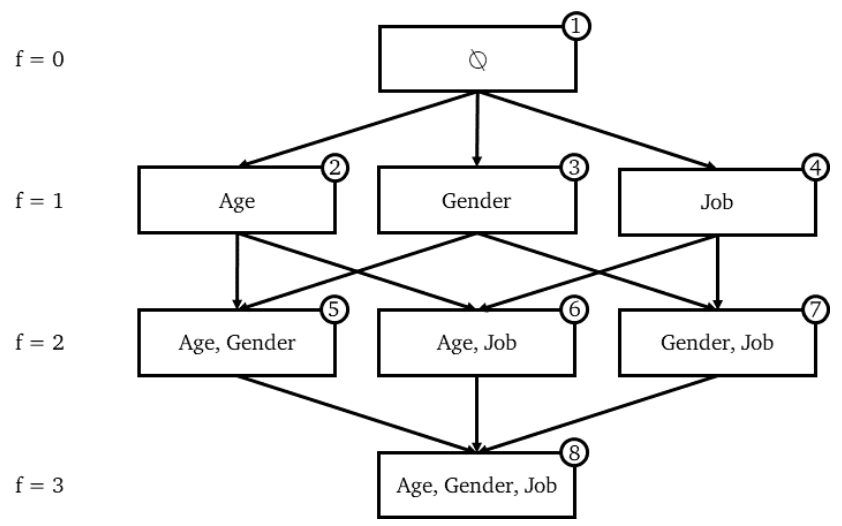 1
f = 0
∅
2
3
4
f = 1
Age
Gender
Job
5
6
7
f = 2
Age, Gender
Age, Job
Gender, Job
8
f = 3
Age, Gender, Job